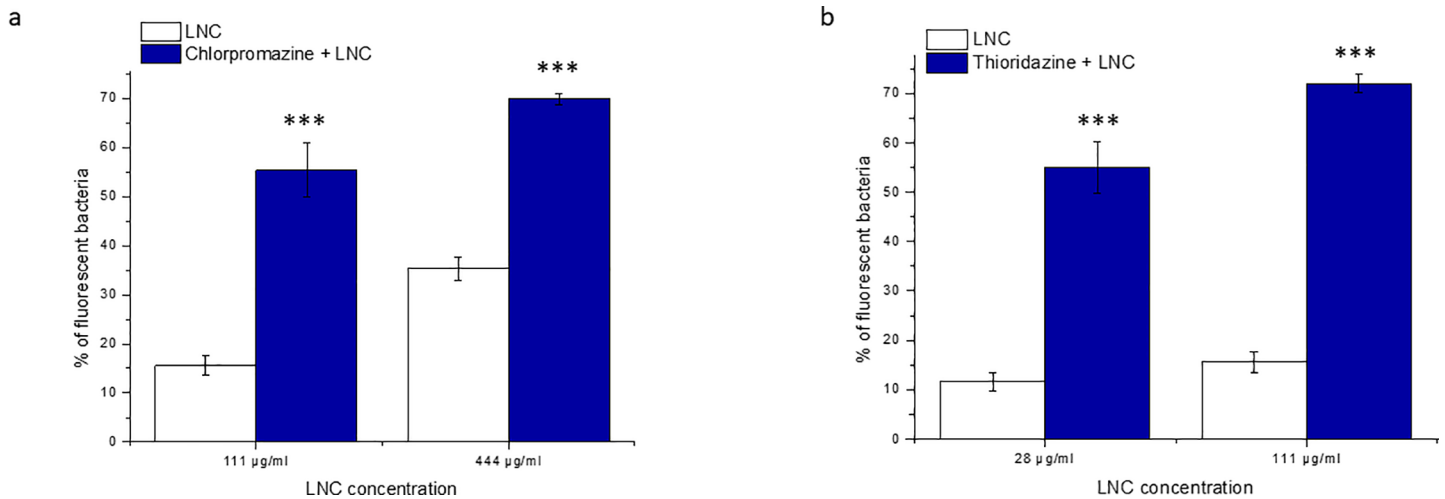 a
LNC
Chlorpromazine + LNC
***
***
70
60
50
40
30
20
10
0
% of fluorescent bacteria
111 µg/ml
444 µg/ml
LNC concentration
b
LNC
Thioridazine + LNC
***
***
70
60
50
40
30
20
10
0
% of fluorescent bacteria
28 µg/ml
111 µg/ml
LNC concentration